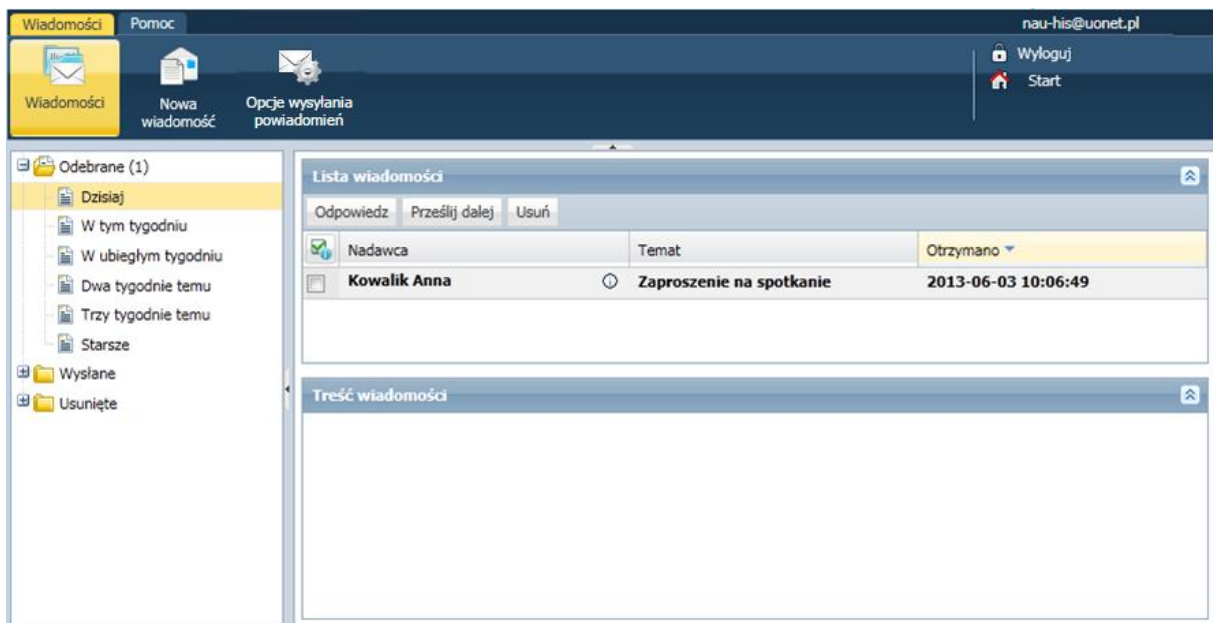 Wiadomości
Pomoc
nau-his@uonet.pl
Wiadomości
Nowa
wiadomość
Opcje wysyłania
powiadomień
Wyloguj
Start
Odebrane (1)
Dzisiaj
W tym tygodniu
W ubiegłym tygodniu
Dwa tygodnie temu
Trzy tygodnie temu
Starsze
Wysłane
Usunięte
Lista wiadomości
Odpowiedz Prześlij dalej Usuń
Nadawca Temat Otrzymano
Kowalik Anna Zaproszenie na spotkanie 2013-06-03 10:06:49
Treść wiadomości